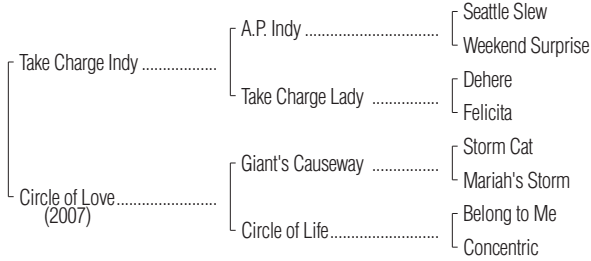 Seattle Slew
A.P. Indy ........................
Weekend Surprise
Take Charge Indy .............
Dehere
Take Charge Lady ............
Felicita
Storm Cat
Giant's Causeway ............
Mariah's Storm
Circle of Love .................
(2007)
Belong to Me
Circle of Life ...................
Concentric